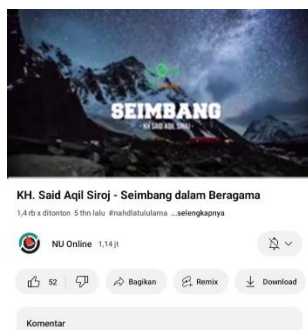 SEIMBANG
- KH SAID AQIL SIROJ -
KH. Said Aqil Siroj - Seimbang dalam Beragama
1,4 rb x ditonton 5 thn lalu #nahdlatululama ...selengkapnya
NU Online 1,14 jt
52 Bagikan Remix Download
Komentar